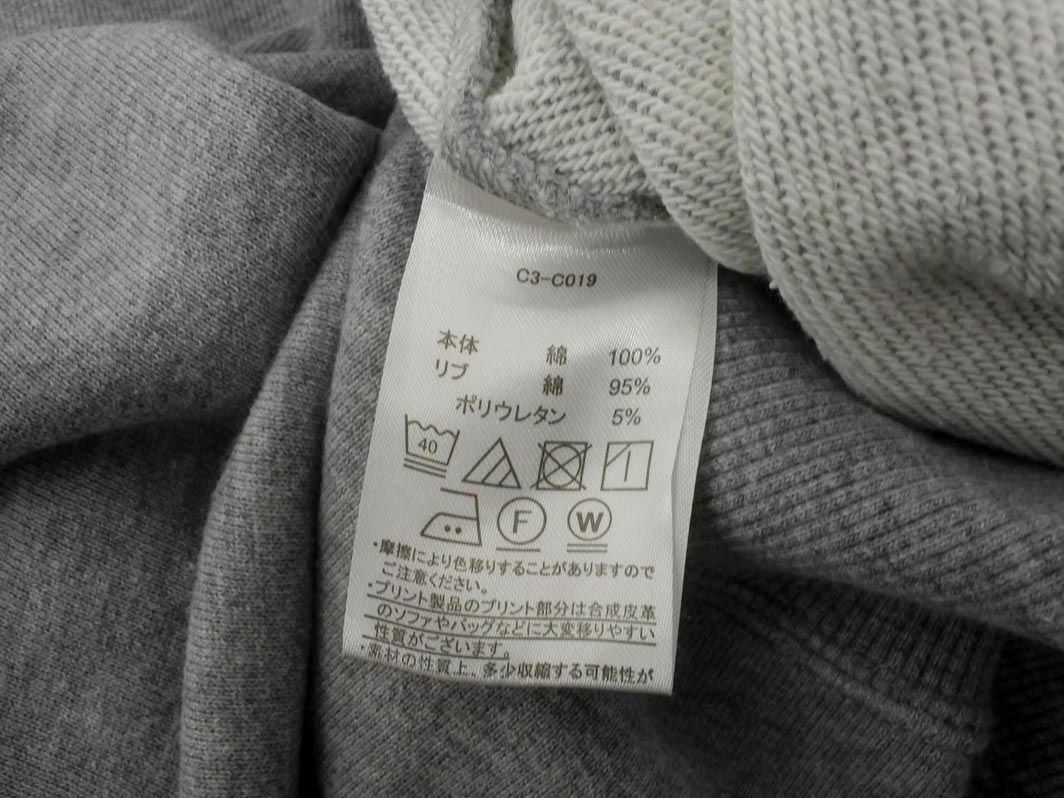 C3-C019
本体 綿 100%
リブ 綿 95%
ポリウレタン 5%
40
F W
・摩擦により色移りすることがありますので
ご注意ください。
・プリント製品のプリント部分は合成皮革
のソファやバッグなどに大変移りやすい
性質がございます。
・素材の性質上、多少収縮する可能性が